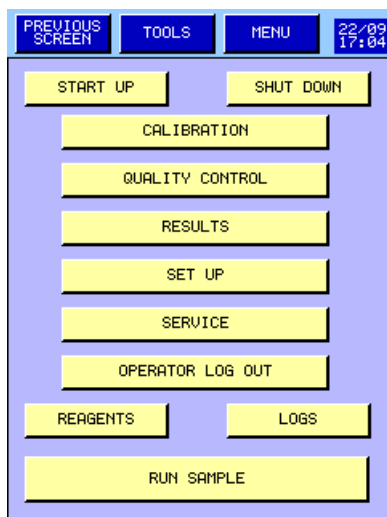 PREVIOUS SCREEN
TOOLS
MENU
22/09
17:04
START UP
SHUT DOWN
CALIBRATION
QUALITY CONTROL
RESULTS
SET UP
SERVICE
OPERATOR LOG OUT
REAGENTS
LOGS
RUN SAMPLE